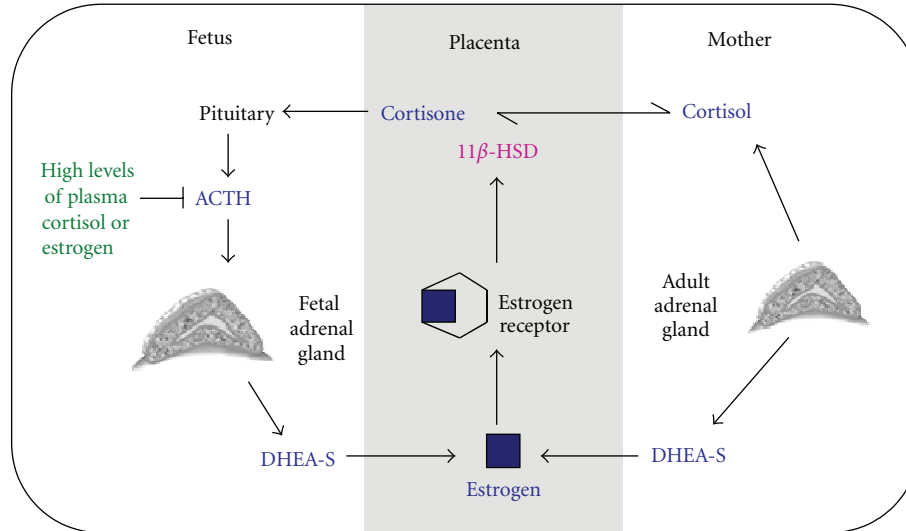 Fetus
Placenta
Mother
Pituitary
Cortisone
Cortisol
11β-HSD
High levels
of plasma
cortisol or
estrogen
ACTH
Fetal
adrenal
gland
Estrogen
receptor
Adult
adrenal
gland
DHEA-S
Estrogen
DHEA-S